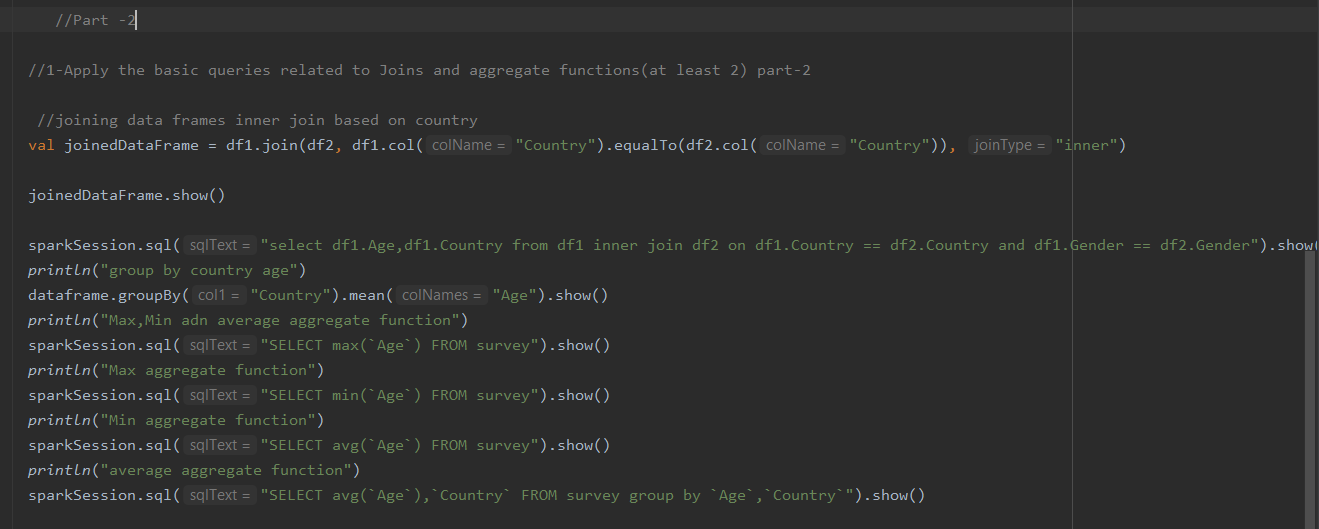 //Part -2
//1-Apply the basic queries related to Joins and aggregate functions(at least 2) part-2
//joining data frames inner join based on country
val joinedDataFrame = df1.join(df2, df1.col( colName = "Country").equalTo(df2.col( colName = "Country")), joinType = "inner")
joinedDataFrame.show()
sparkSession.sql( sqlText = "select df1.Age,df1.Country from df1 inner join df2 on df1.Country == df2.Country and df1.Gender == df2.Gender").show(
println("group by country age")
dataframe.groupBy( col1 = "Country").mean( colNames = "Age").show()
println("Max,Min adn average aggregate function")
sparkSession.sql( sqlText = "SELECT max(`Age`) FROM survey").show()
println("Max aggregate function")
sparkSession.sql( sqlText = "SELECT min(`Age`) FROM survey").show()
println("Min aggregate function")
sparkSession.sql( sqlText = "SELECT avg(`Age`) FROM survey").show()
println("average aggregate function")
sparkSession.sql( sqlText = "SELECT avg(`Age`),`Country` FROM survey group by `Age`,`Country`").show()